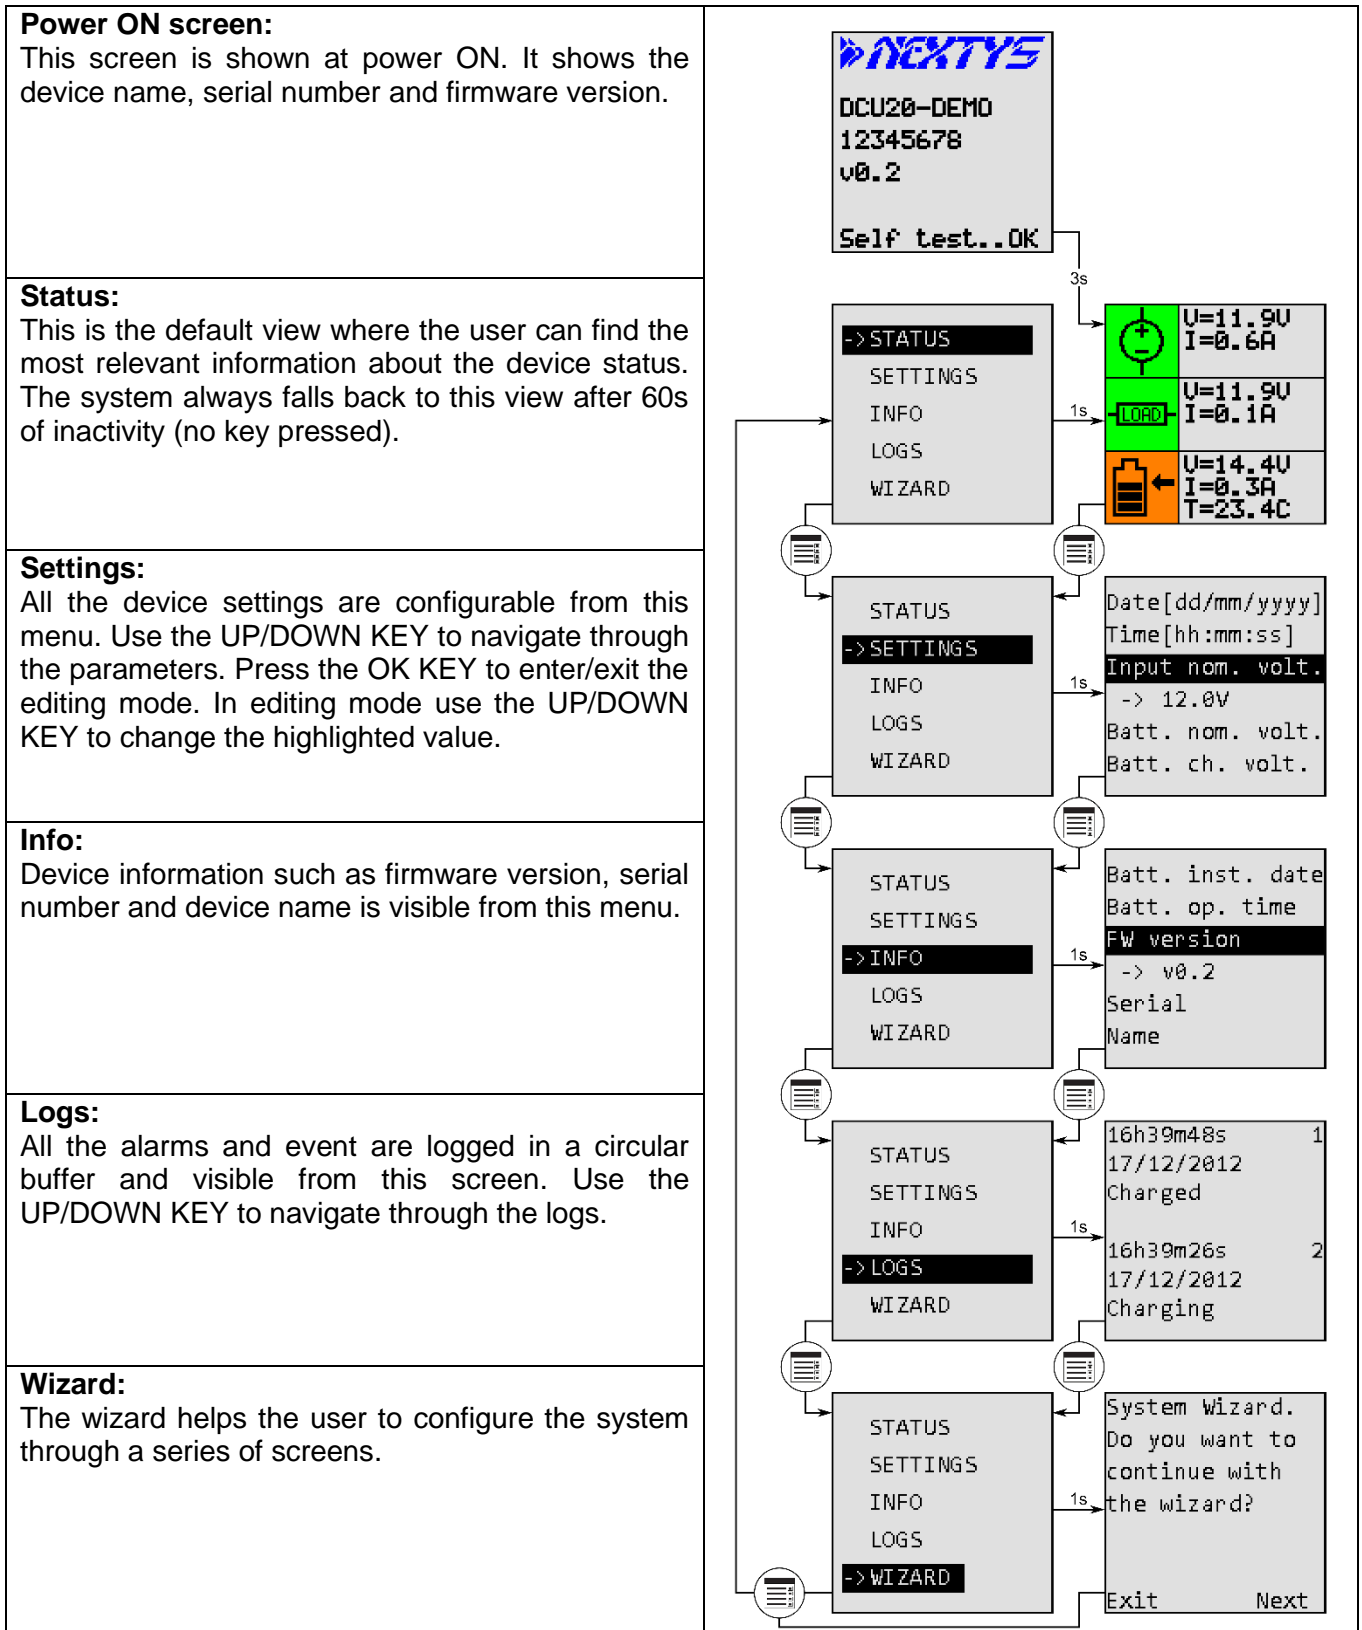 Power ON screen:
This screen is shown at power ON. It shows the
device name, serial number and firmware version.
NEXTYS
DCU20-DEMO
12345678
v0.2
Self test..OK
3s
Status:
This is the default view where the user can find the
most relevant information about the device status.
The system always falls back to this view after 60s
of inactivity (no key pressed).
->STATUS
SETTINGS
INFO
LOGS
WIZARD
1s
V=11.9V
I=0.6A
LOAD
V=11.9V
I=0.1A
V=14.4V
I=0.3A
T=23.4C
Settings:
All the device settings are configurable from this
menu. Use the UP/DOWN KEY to navigate through
the parameters. Press the OK KEY to enter/exit the
editing mode. In editing mode use the UP/DOWN
KEY to change the highlighted value.
STATUS
->SETTINGS
INFO
LOGS
WIZARD
1s
Date[dd/mm/yyyy]
Time[hh:mm:ss]
Input nom. volt.
-> 12.0V
Batt. nom. volt.
Batt. ch. volt.
Info:
Device information such as firmware version, serial
number and device name is visible from this menu.
STATUS
SETTINGS
->INFO
LOGS
WIZARD
1s
Batt. inst. date
Batt. op. time
FW version
-> v0.2
Serial
Name
Logs:
All the alarms and event are logged in a circular
buffer and visible from this screen. Use the
UP/DOWN KEY to navigate through the logs.
STATUS
SETTINGS
INFO
->LOGS
WIZARD
1s
16h39m48s 1
17/12/2012
Charged
16h39m26s 2
17/12/2012
Charging
Wizard:
The wizard helps the user to configure the system
through a series of screens.
STATUS
SETTINGS
INFO
LOGS
->WIZARD
1s
System Wizard.
Do you want to
continue with
the wizard?
Exit Next